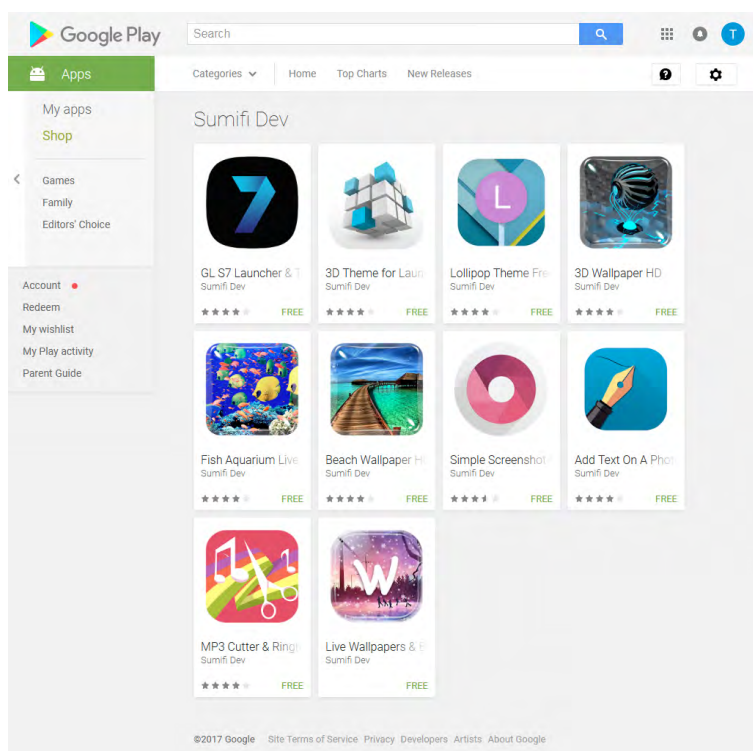 Google Play
Search
T
Apps
Categories
Home
Top Charts
New Releases
My apps
Shop
Games
Family
Editors' Choice
Account
Redeem
My wishlist
My Play activity
Parent Guide
Sumifi Dev
7
GL S7 Launcher & T
Sumifi Dev
FREE
3D Theme for Laun
Sumifi Dev
FREE
L
Lollipop Theme Fre
Sumifi Dev
FREE
3D Wallpaper HD
Sumifi Dev
FREE
Fish Aquarium Live
Sumifi Dev
FREE
Beach Wallpaper H
Sumifi Dev
FREE
Simple Screenshot
Sumifi Dev
FREE
Add Text On A Phot
Sumifi Dev
FREE
MP3 Cutter & Ring
Sumifi Dev
FREE
W
Live Wallpapers &
Sumifi Dev
FREE
©2017 Google Site Terms of Service Privacy Developers Artists About Google